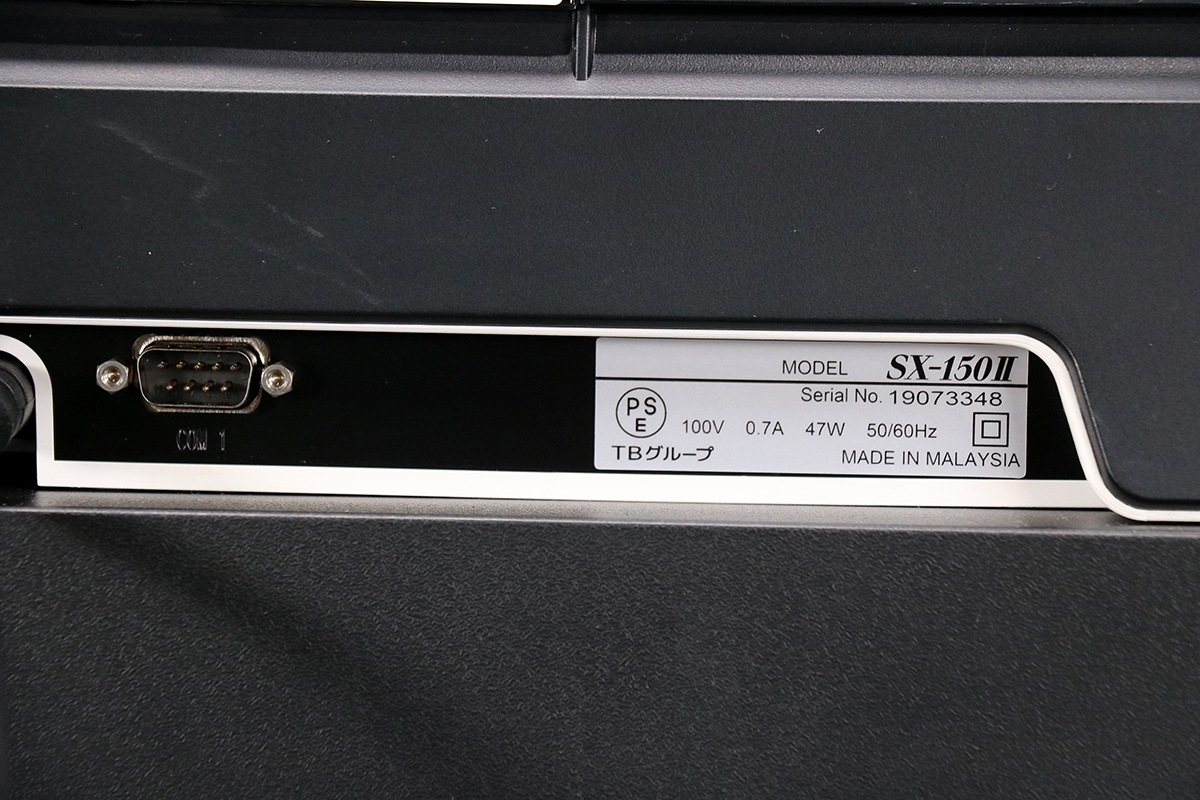 COM 1
MODEL SX-150Ⅱ
Serial No. 19073348
PS
E
100V 0.7A 47W 50/60Hz
TBグループ
MADE IN MALAYSIA